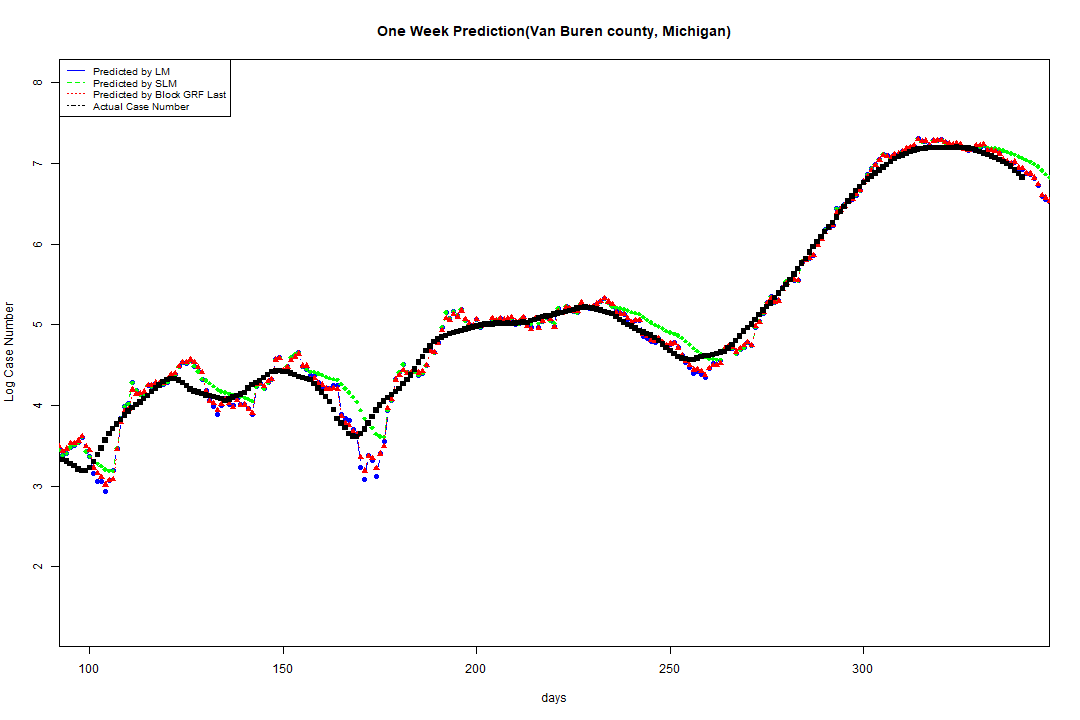 One Week Prediction(Van Buren county, Michigan)
Predicted by LM
Predicted by SLM
Predicted by Block GRF Last
Actual Case Number
8
7
6
5
4
3
2
Log Case Number
100 150 200 250 300
days